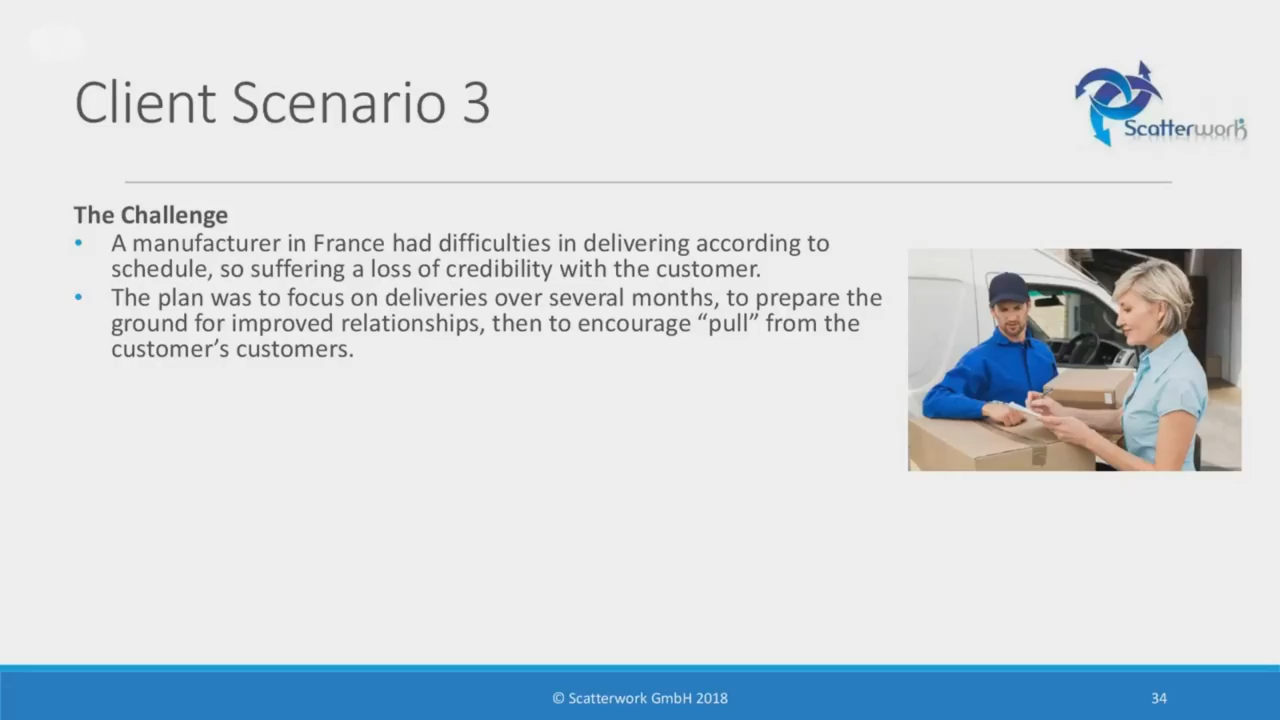 Client Scenario 3
Scatterwork
The Challenge
• A manufacturer in France had difficulties in delivering according to
schedule, so suffering a loss of credibility with the customer.
• The plan was to focus on deliveries over several months, to prepare the
ground for improved relationships, then to encourage “pull” from the
customer’s customers.
© Scatterwork GmbH 2018
34